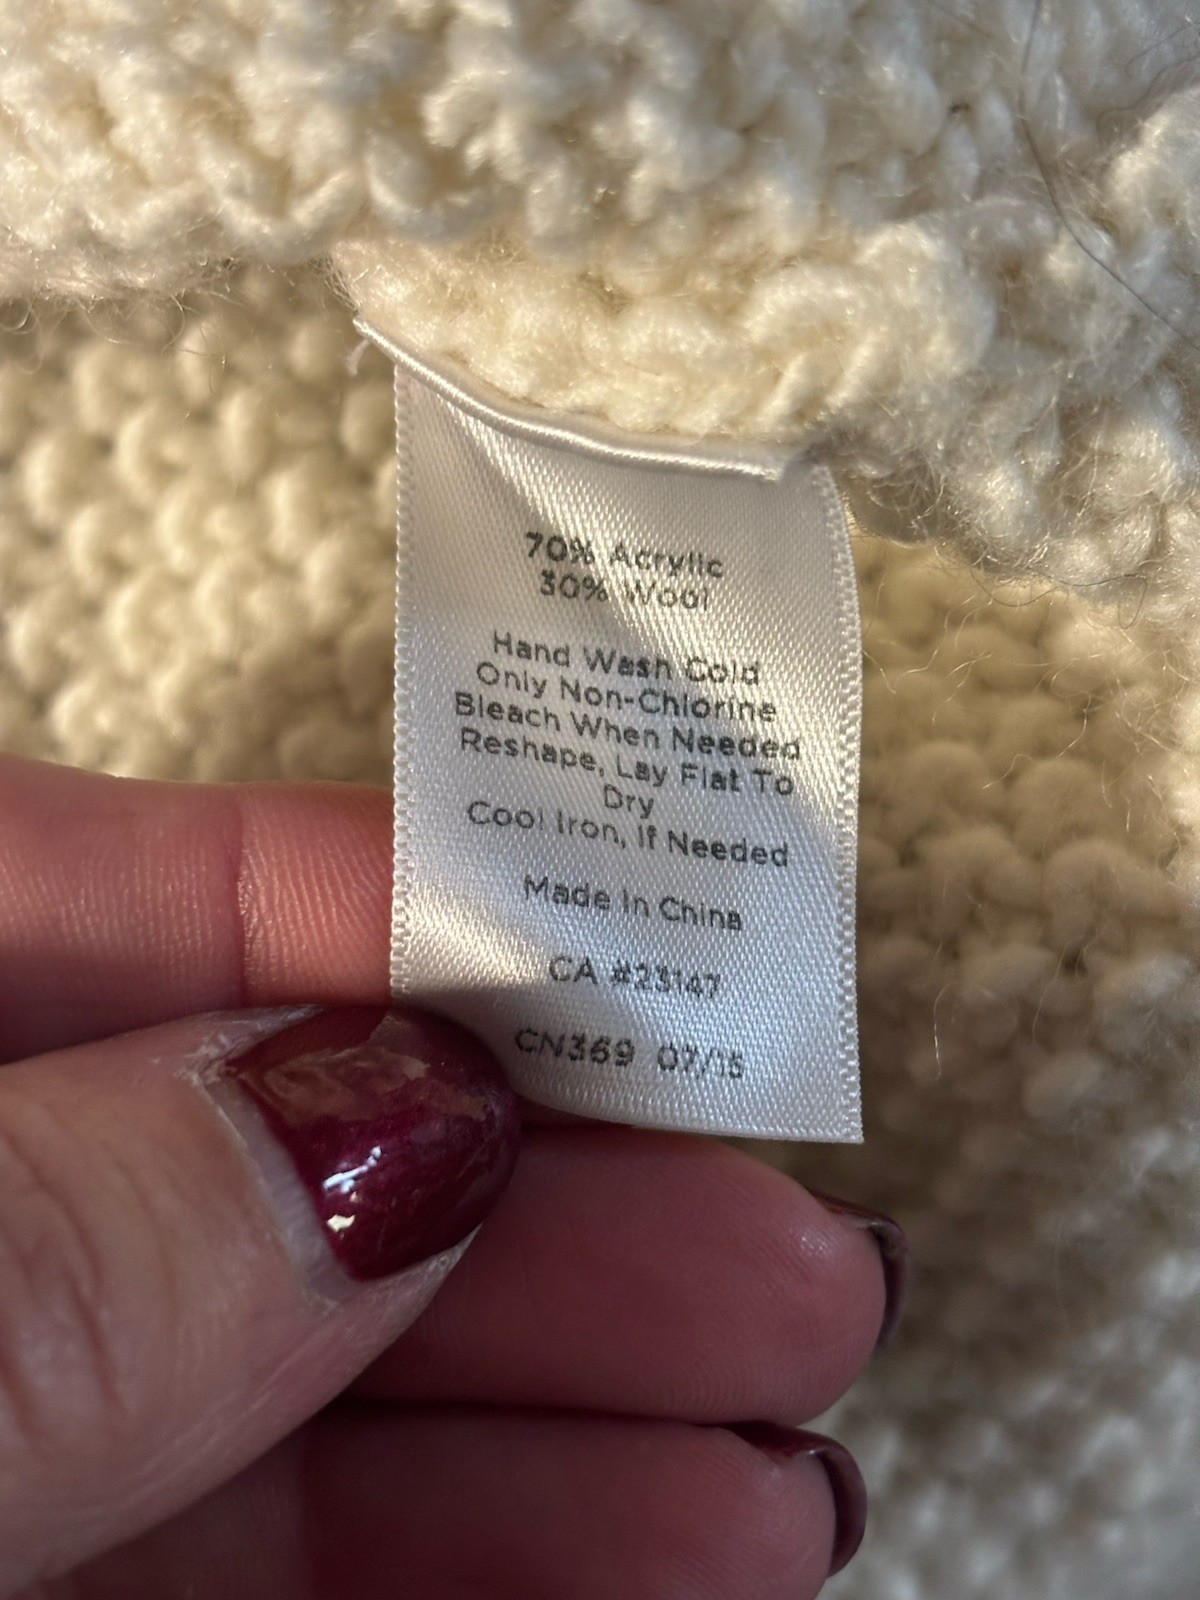 70% Acrylic
30% Wool
Hand Wash Cold
Only Non-Chlorine
Bleach When Needed
Reshape, Lay Flat To
Dry
Cool Iron, If Needed
Made In China
CA #23147
CN369 07/15